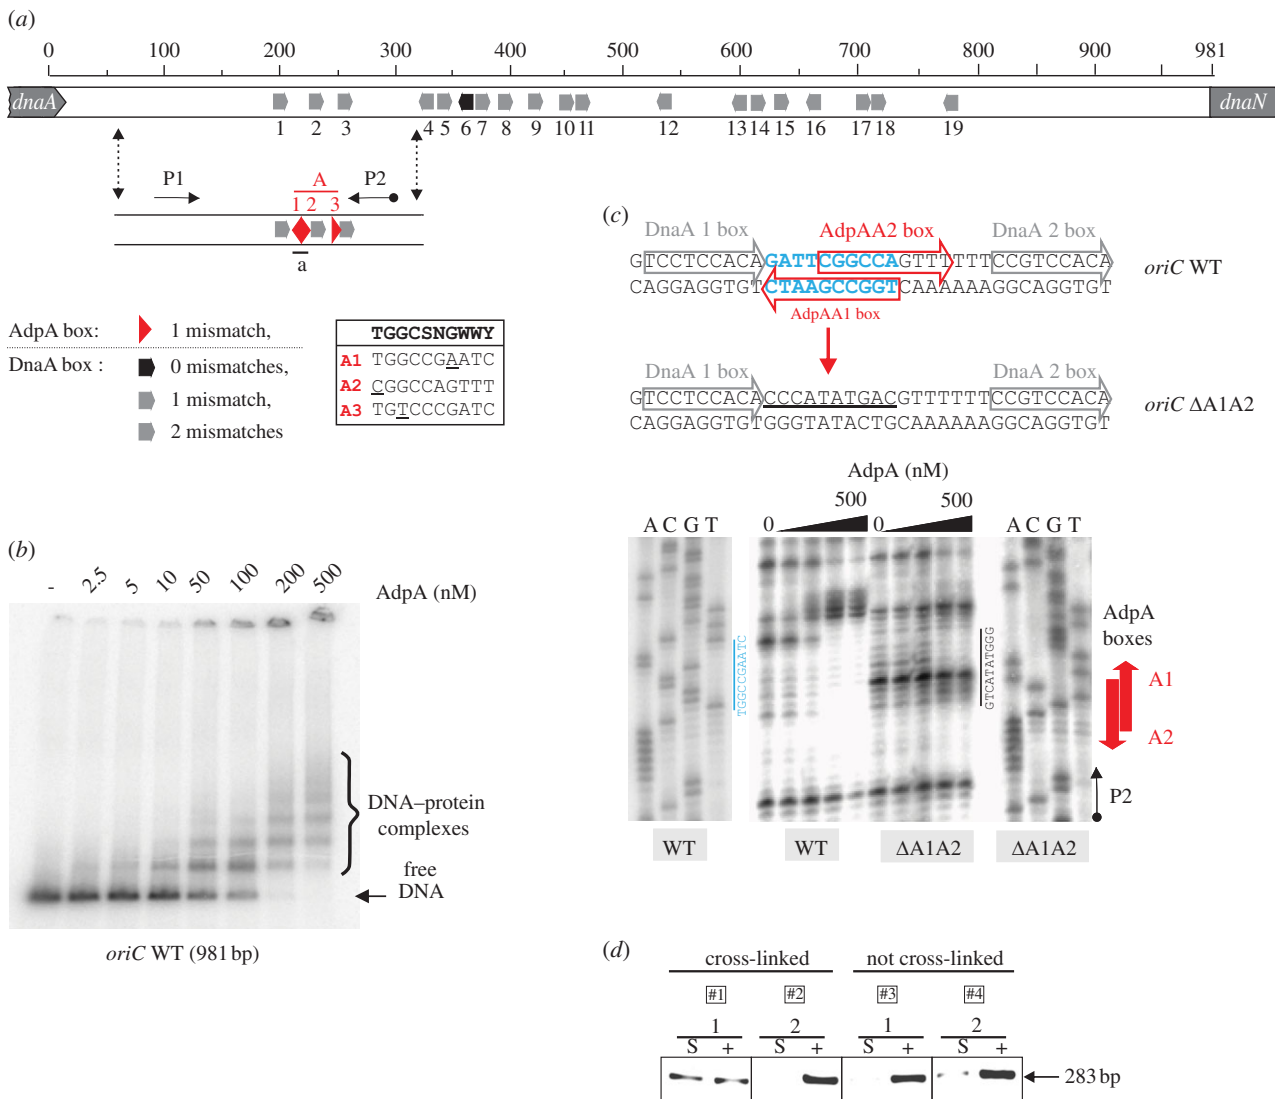 (a)
0 100 200 300 400 500 600 700 800 900 981
dnaA dnaN
1 2 3 4 5 6 7 8 9 10 11 12 13 14 15 16 17 18 19
P1 A P2
1 2 3
a
AdpA box: 1 mismatch,
DnaA box : 0 mismatches,
1 mismatch,
2 mismatches
TGGCSNGWWY
A1 TGGCCGAATC
A2 CGGCCAGTTT
A3 TGTCCCGATC
(c)
DnaA 1 box AdpAA2 box DnaA 2 box
GTCCTCCACAGATTCGGCCAGTTTTTTCCGTCCACA
CAGGAGGTGTCTAAGCCGGTCAAAAAAGGCAGGTGT
oriC WT
AdpAA1 box
DnaA 1 box DnaA 2 box
GTCCTCCACACCCATATGACGTTTTTTCCGTCCACA
CAGGAGGTGTGGGTATACTGCAAAAAAGGCAGGTGT
oriC ΔA1A2
AdpA (nM)
500 500
A C G T 0 0 A C G T
TGGCCGAATC
GTCATATGGG
AdpA
boxes
A1
A2
P2
WT WT ΔA1A2 ΔA1A2
(b)
- 2.5 5 10 50 100 200 500 AdpA (nM)
DNA–protein
complexes
free
DNA
oriC WT (981 bp)
(d)
cross-linked not cross-linked
#1 #2 #3 #4
1 2 1 2
S + S + S + S +
283 bp